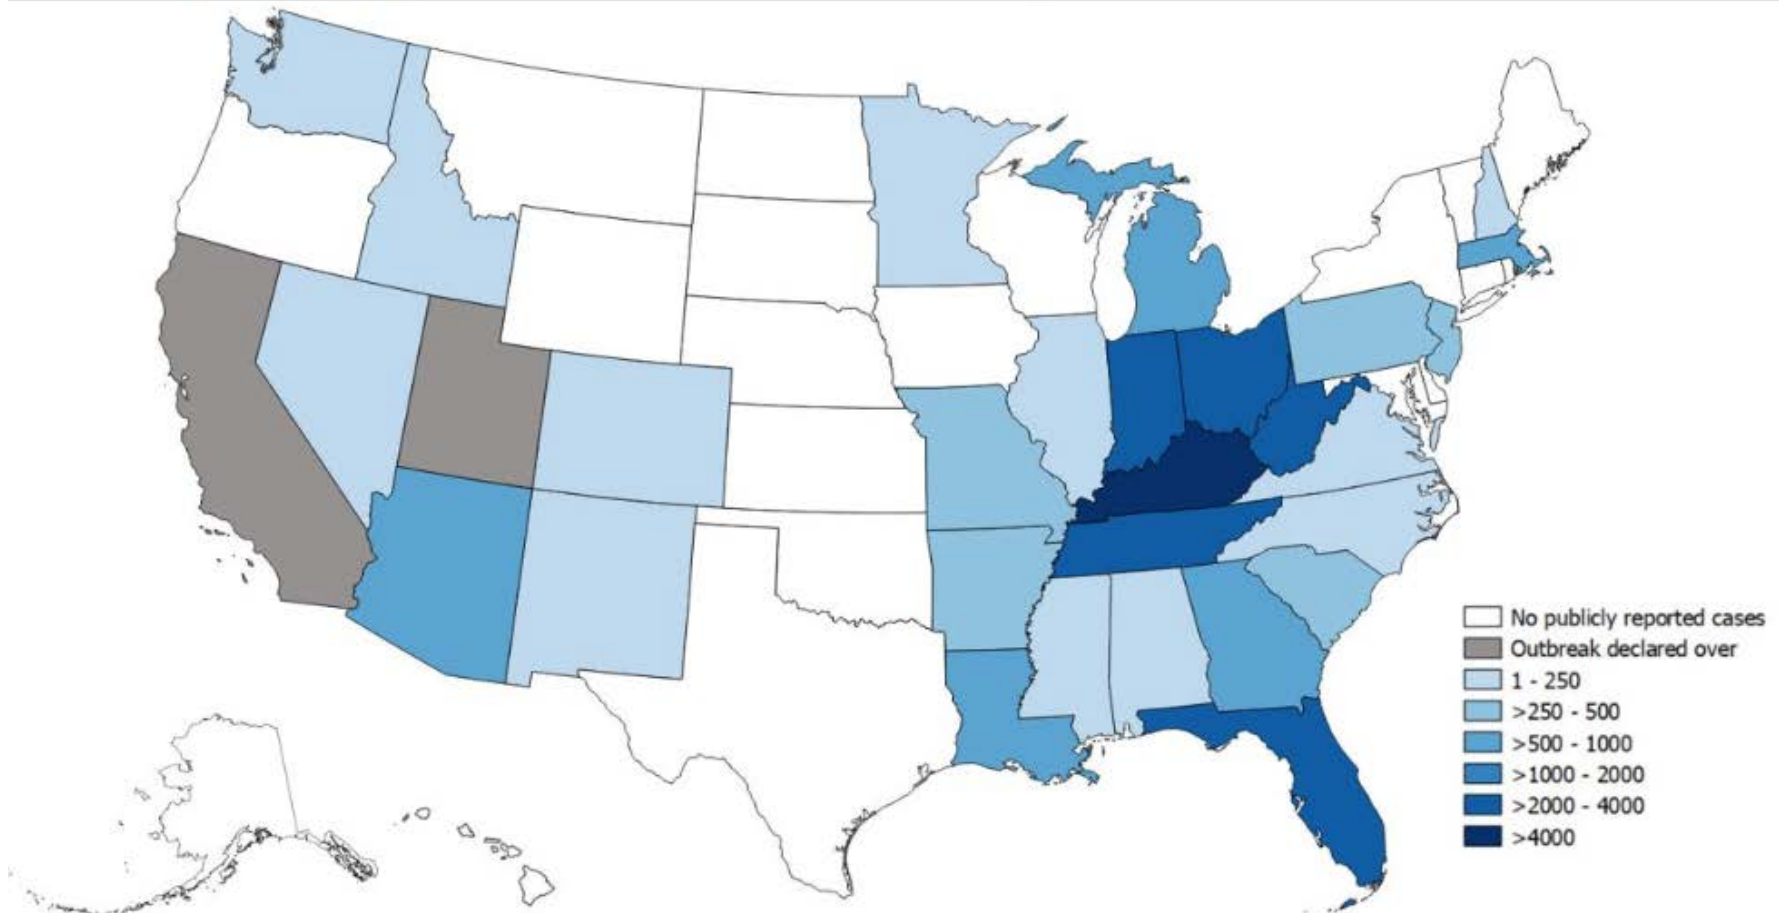 No publicly reported cases
Outbreak declared over
1 - 250
>250 - 500
>500 - 1000
>1000 - 2000
>2000 - 4000
>4000